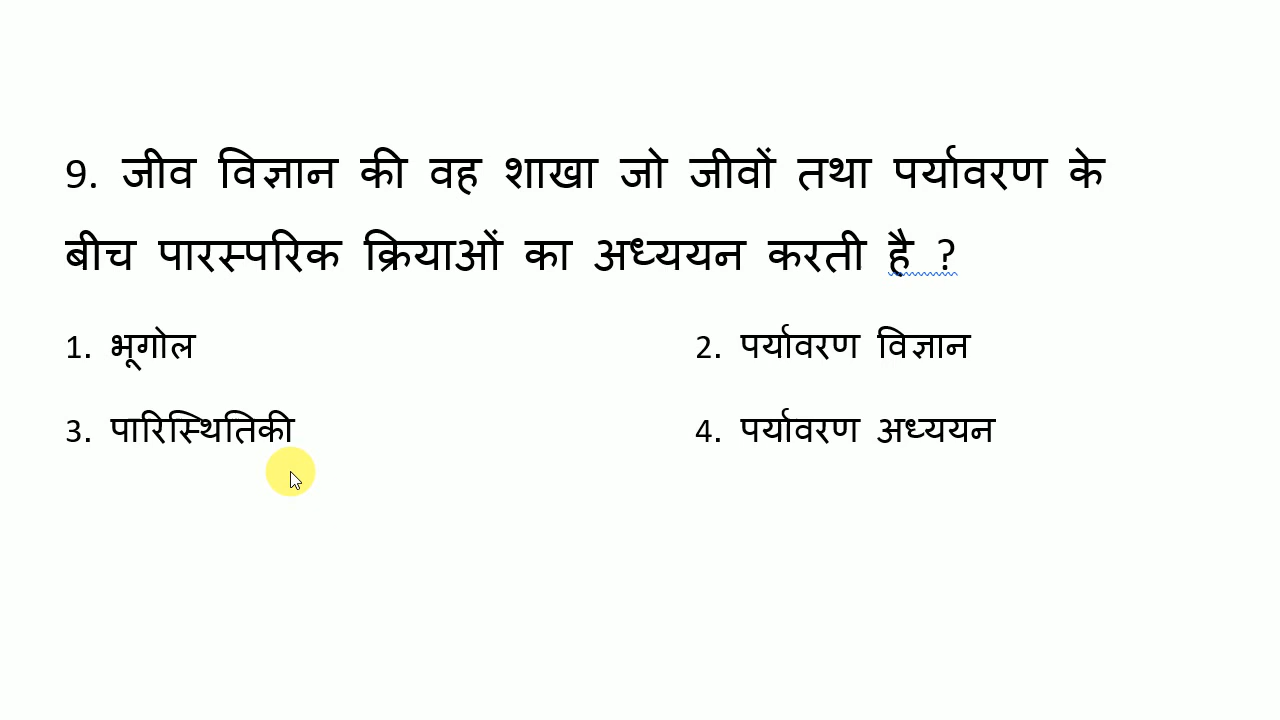 9. जीव विज्ञान की वह शाखा जो जीवों तथा पर्यावरण के
बीच पारस्परिक क्रियाओं का अध्ययन करती है ?
1. भूगोल 2. पर्यावरण विज्ञान
3. पारिस्थितिकी 4. पर्यावरण अध्ययन